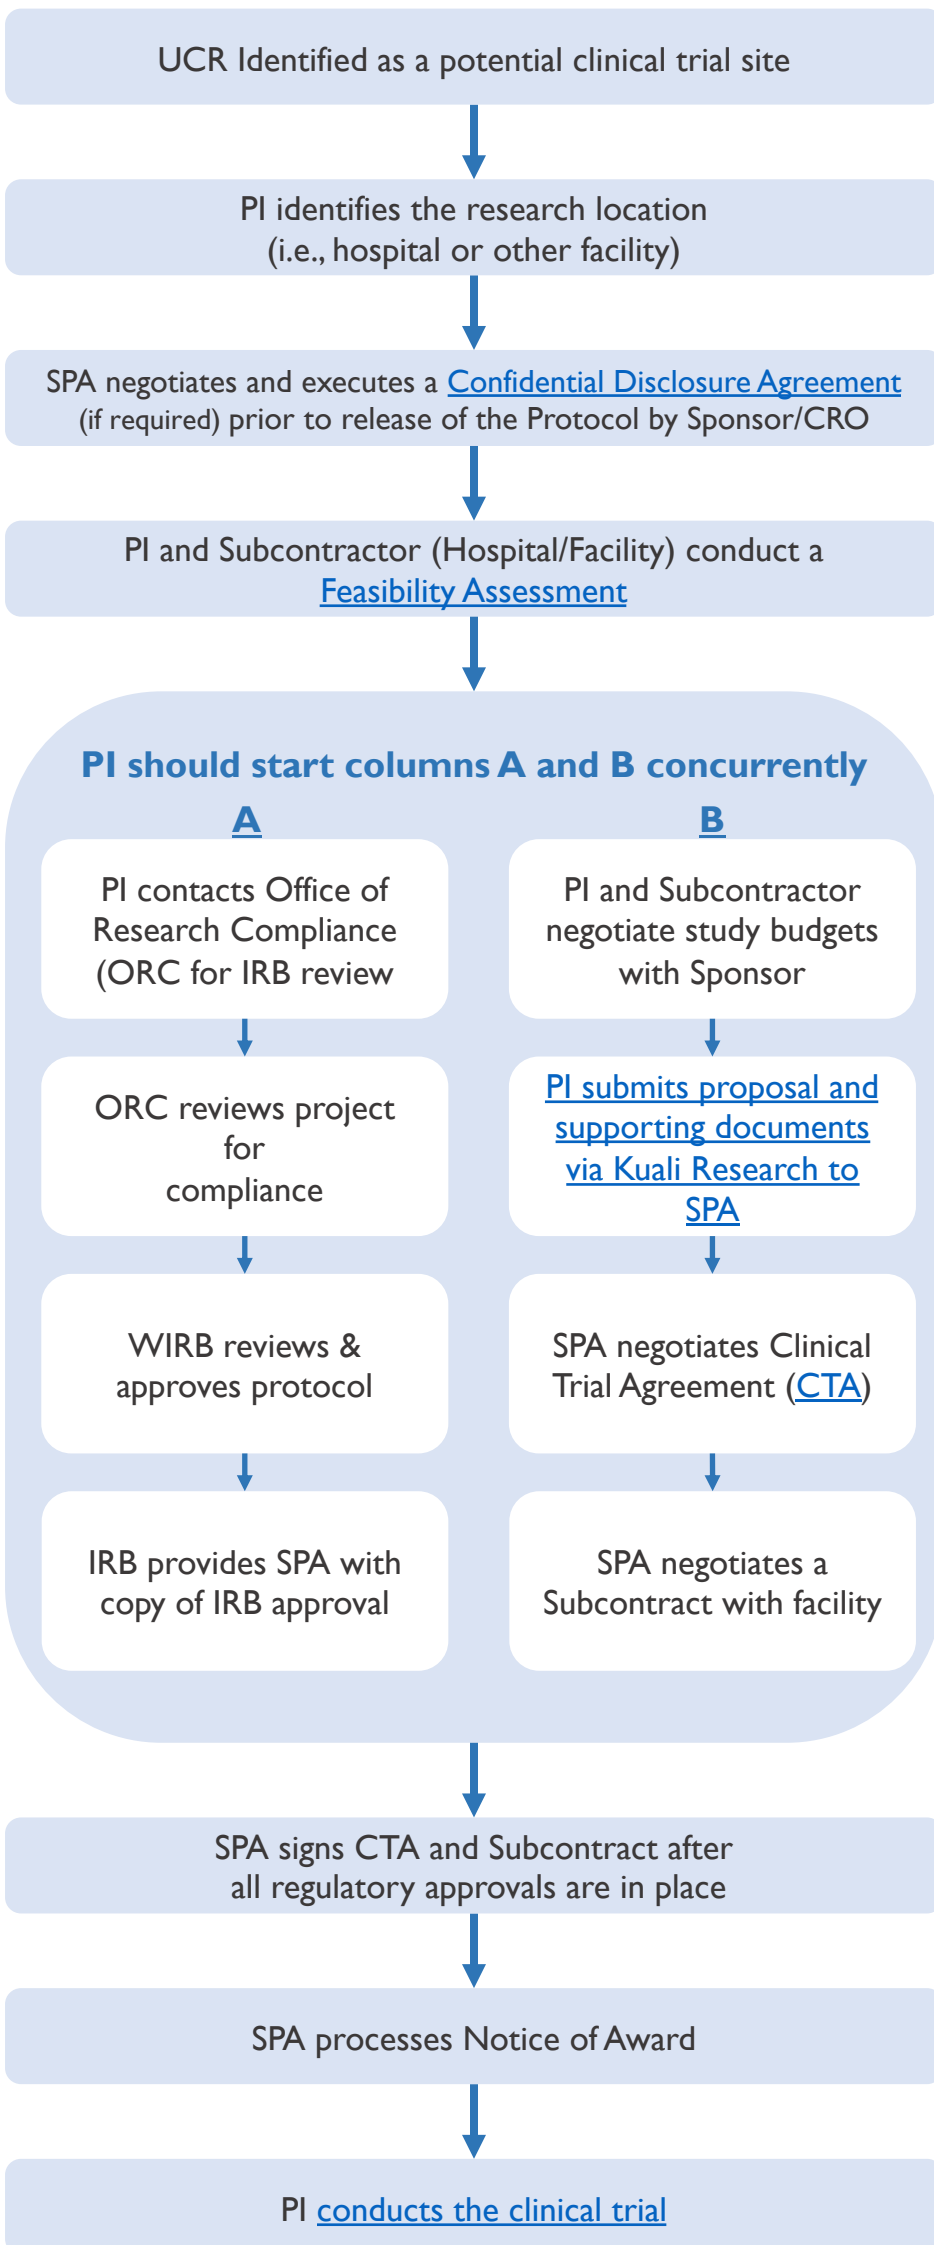 UCR Identified as a potential clinical trial site
PI identifies the research location
(i.e., hospital or other facility)
SPA negotiates and executes a Confidential Disclosure Agreement
(if required) prior to release of the Protocol by Sponsor/CRO
PI and Subcontractor (Hospital/Facility) conduct a
Feasibility Assessment
PI should start columns A and B concurrently
A
PI contacts Office of
Research Compliance
(ORC for IRB review
ORC reviews project
for
compliance
WIRB reviews &
approves protocol
IRB provides SPA with
copy of IRB approval
B
PI and Subcontractor
negotiate study budgets
with Sponsor
PI submits proposal and
supporting documents
via Kuali Research to
SPA
SPA negotiates Clinical
Trial Agreement (CTA)
SPA negotiates a
Subcontract with facility
SPA signs CTA and Subcontract after
all regulatory approvals are in place
SPA processes Notice of Award
PI conducts the clinical trial